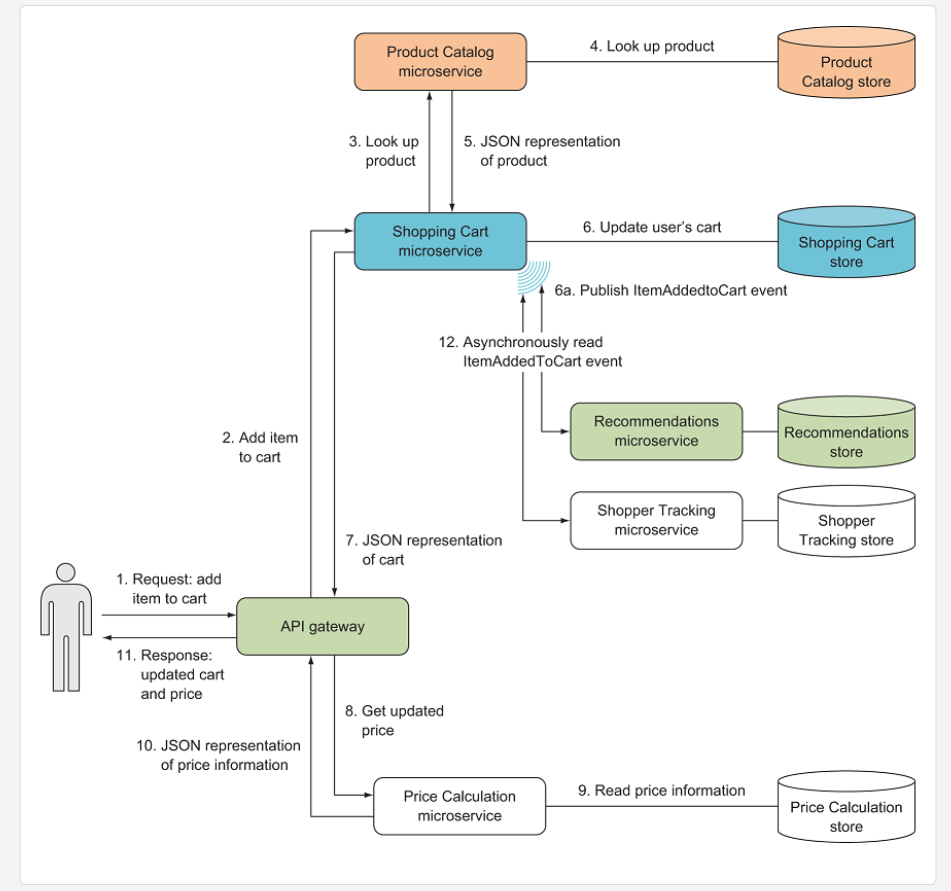 Product Catalog
microservice
4. Look up product
Product
Catalog store
3. Look up
product
5. JSON representation
of product
Shopping Cart
microservice
6. Update user's cart
Shopping Cart
store
6a. Publish ItemAddedtoCart event
12. Asynchronously read
ItemAddedToCart event
Recommendations
microservice
Recommendations
store
2. Add item
to cart
Shopper Tracking
microservice
Shopper
Tracking store
7. JSON representation
of cart
1. Request: add
item to cart
API gateway
11. Response:
updated cart
and price
8. Get updated
price
10. JSON representation
of price information
Price Calculation
microservice
9. Read price information
Price Calculation
store